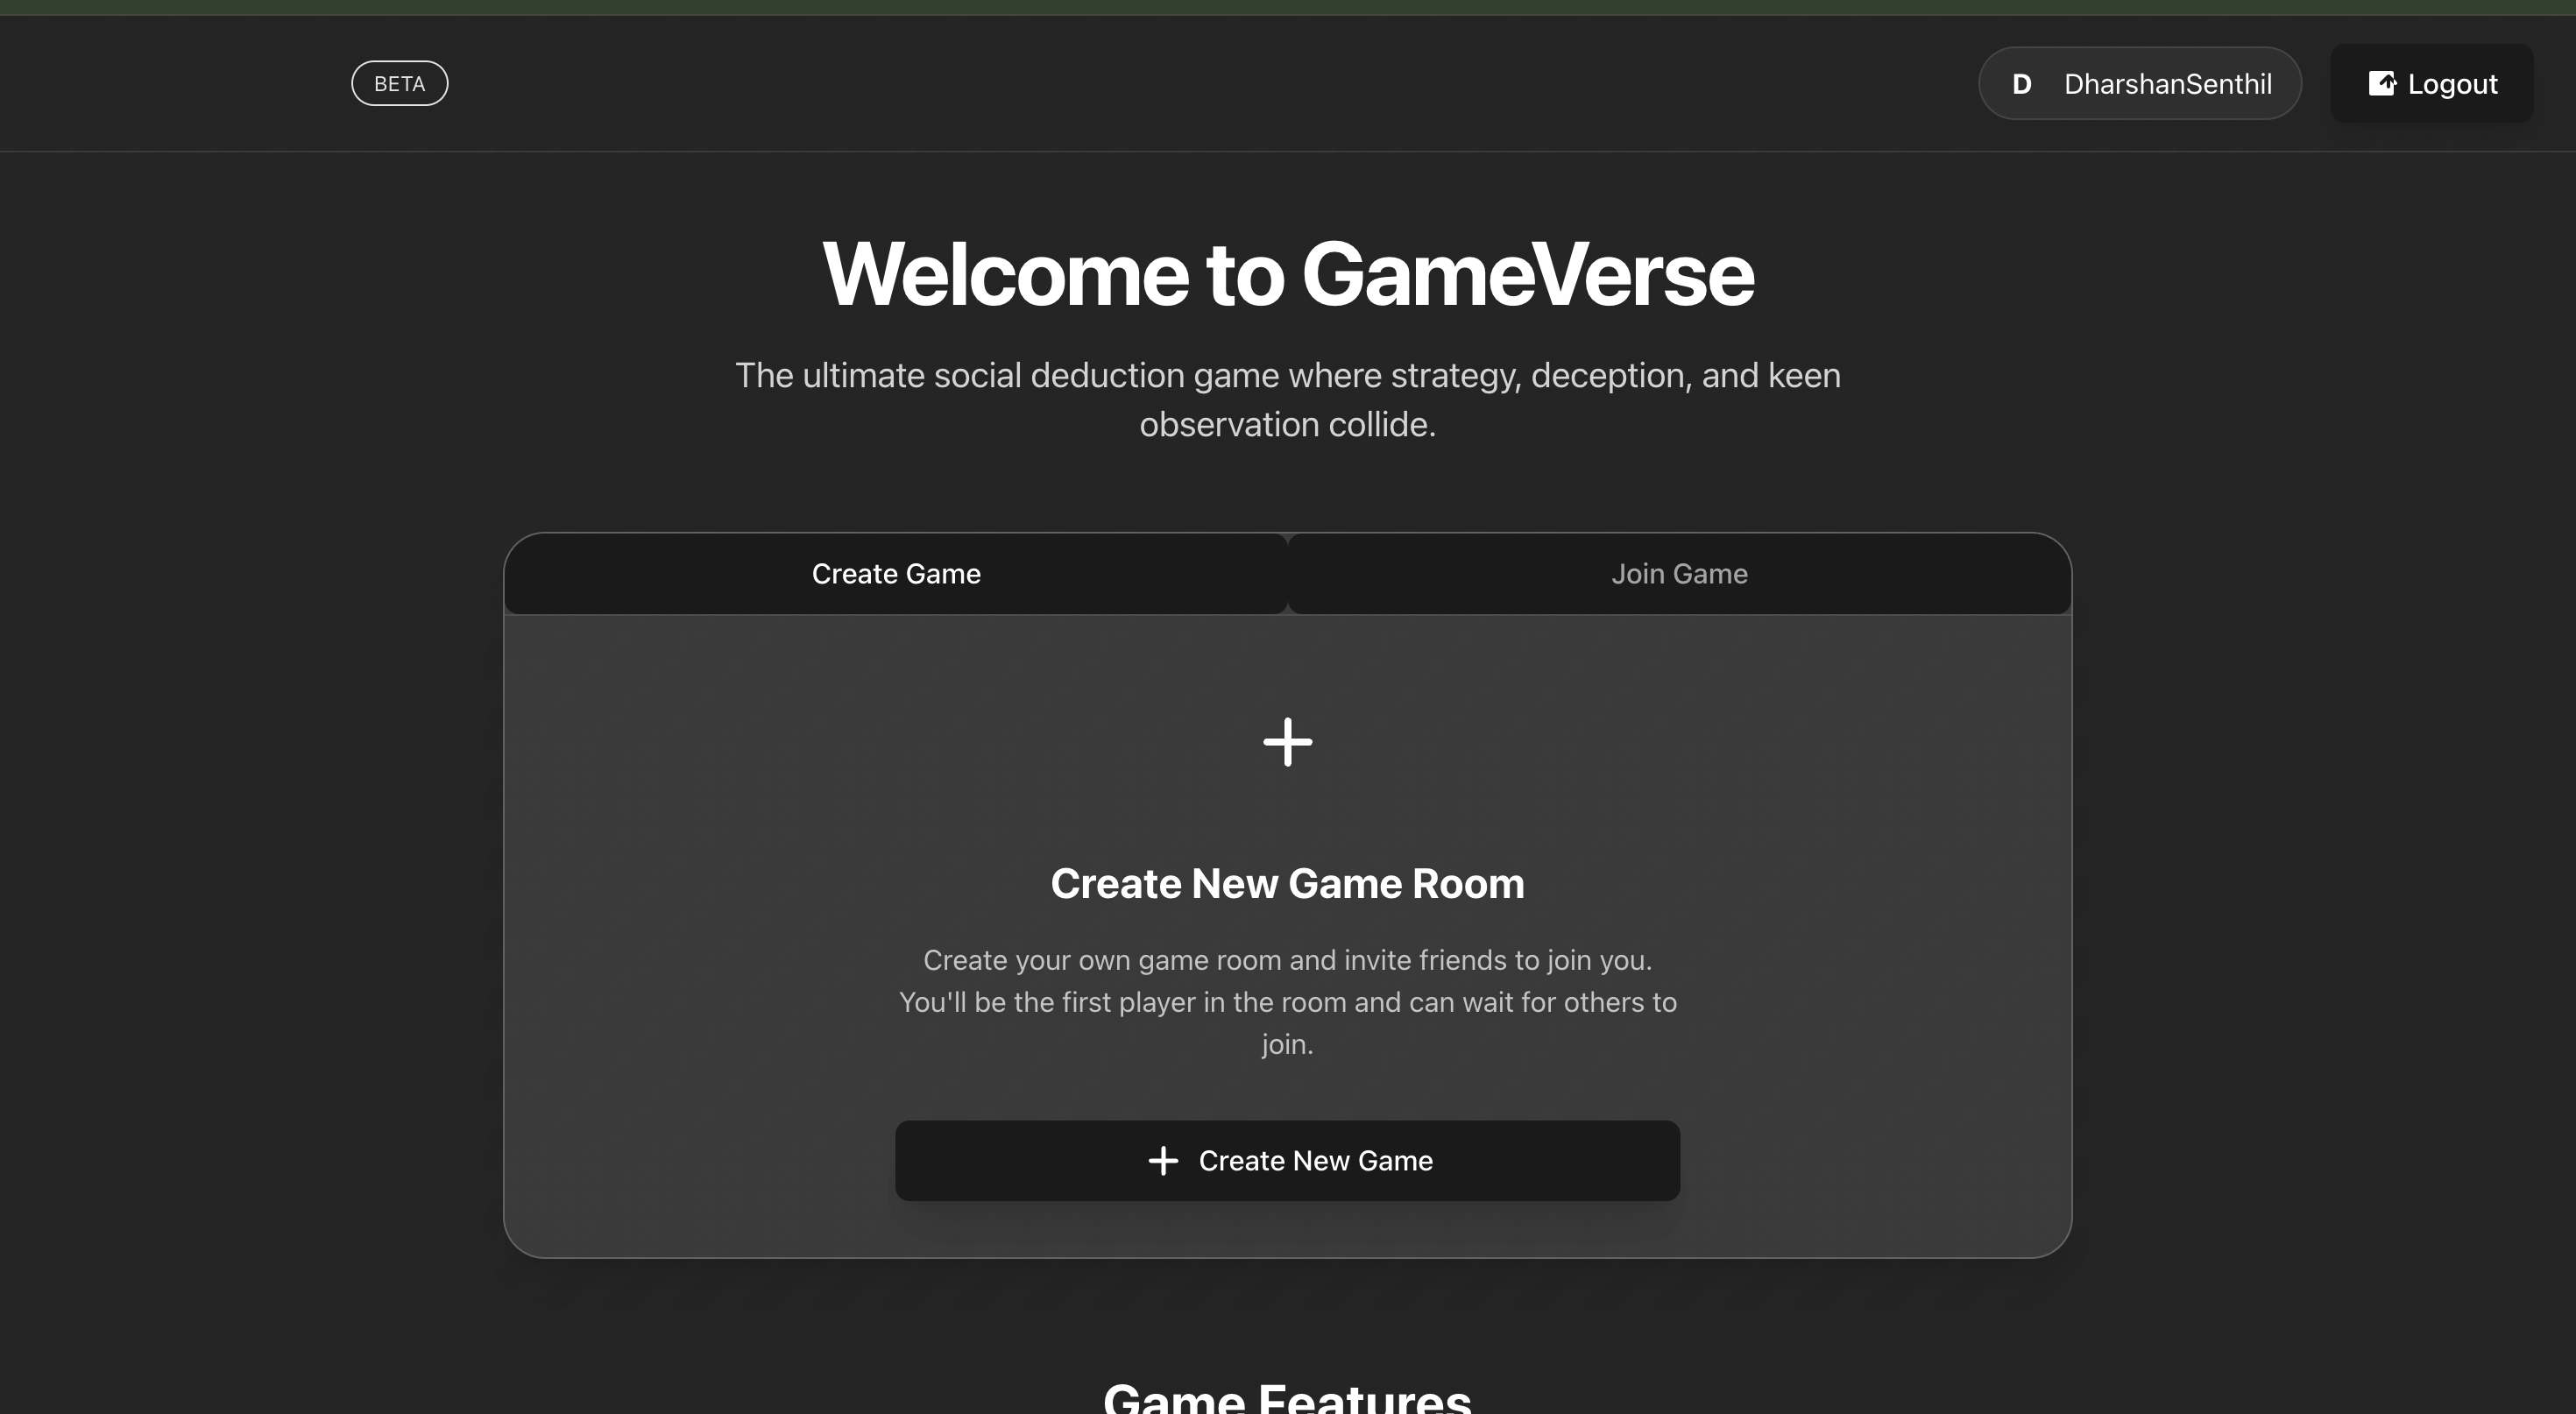 BETA
D DharshanSenthil
Logout
Welcome to GameVerse
The ultimate social deduction game where strategy, deception, and keen
observation collide.
Create Game
Join Game
Create New Game Room
Create your own game room and invite friends to join you.
You'll be the first player in the room and can wait for others to
join.
Create New Game
Game Features